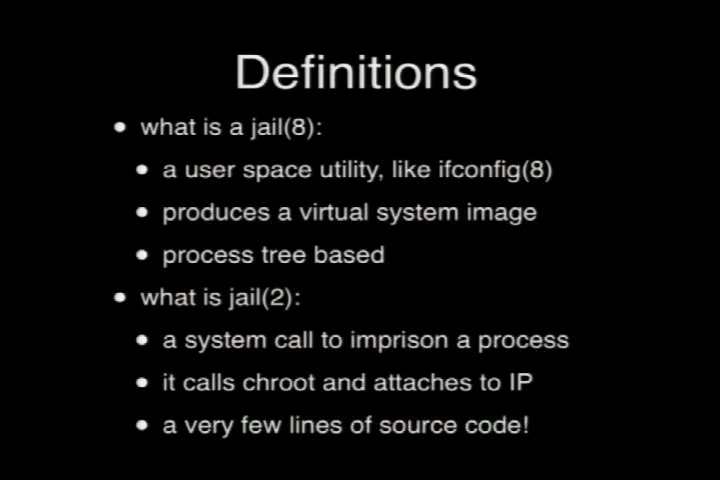 Definitions
• what is a jail(8):
• a user space utility, like ifconfig(8)
• produces a virtual system image
• process tree based
• what is jail(2):
• a system call to imprison a process
• it calls chroot and attaches to IP
• a very few lines of source code!